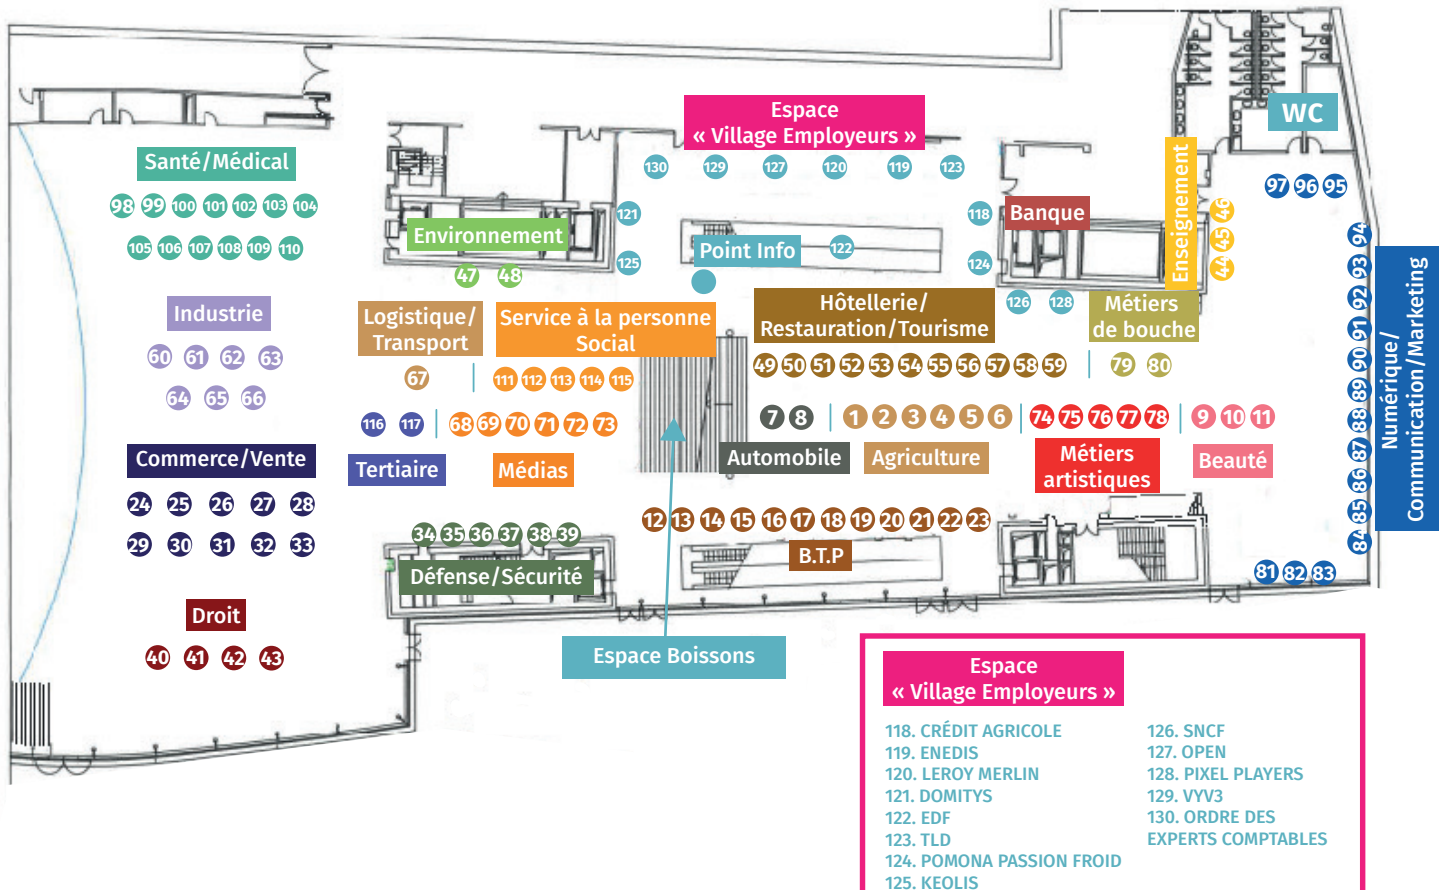 WC
Espace
« Village Employeurs »
130 129 127 120 119 123
Santé/Médical
98 99 100 101 102 103 104
105 106 107 108 109 110
Environnement
47 48
121
125
Point Info
122
118
124
Banque
126 128
Enseignement
46
45
44
97 96 95
94
93
92
91
90
89
88
87
86
85
84
Numérique/
Communication/Marketing
81 82 83
Industrie
60 61 62 63
64 65 66
Logistique/
Transport
67
Service à la personne
Social
111 112 113 114 115
Hôtellerie/
Restauration/Tourisme
49 50 51 52 53 54 55 56 57 58 59
Métiers
de bouche
79 80
116 117
Tertiaire
68 69 70 71 72 73
Médias
7 8
Automobile
1 2 3 4 5 6
Agriculture
74 75 76 77 78
Métiers
artistiques
9 10 11
Beauté
Commerce/Vente
24 25 26 27 28
29 30 31 32 33
34 35 36 37 38 39
Défense/Sécurité
12 13 14 15 16 17 18 19 20 21 22 23
B.T.P
Droit
40 41 42 43
Espace Boissons
Espace
« Village Employeurs »
118. CRÉDIT AGRICOLE
119. ENEDIS
120. LEROY MERLIN
121. DOMITYS
122. EDF
123. TLD
124. POMONA PASSION FROID
125. KEOLIS
126. SNCF
127. OPEN
128. PIXEL PLAYERS
129. VYV3
130. ORDRE DES
EXPERTS COMPTABLES